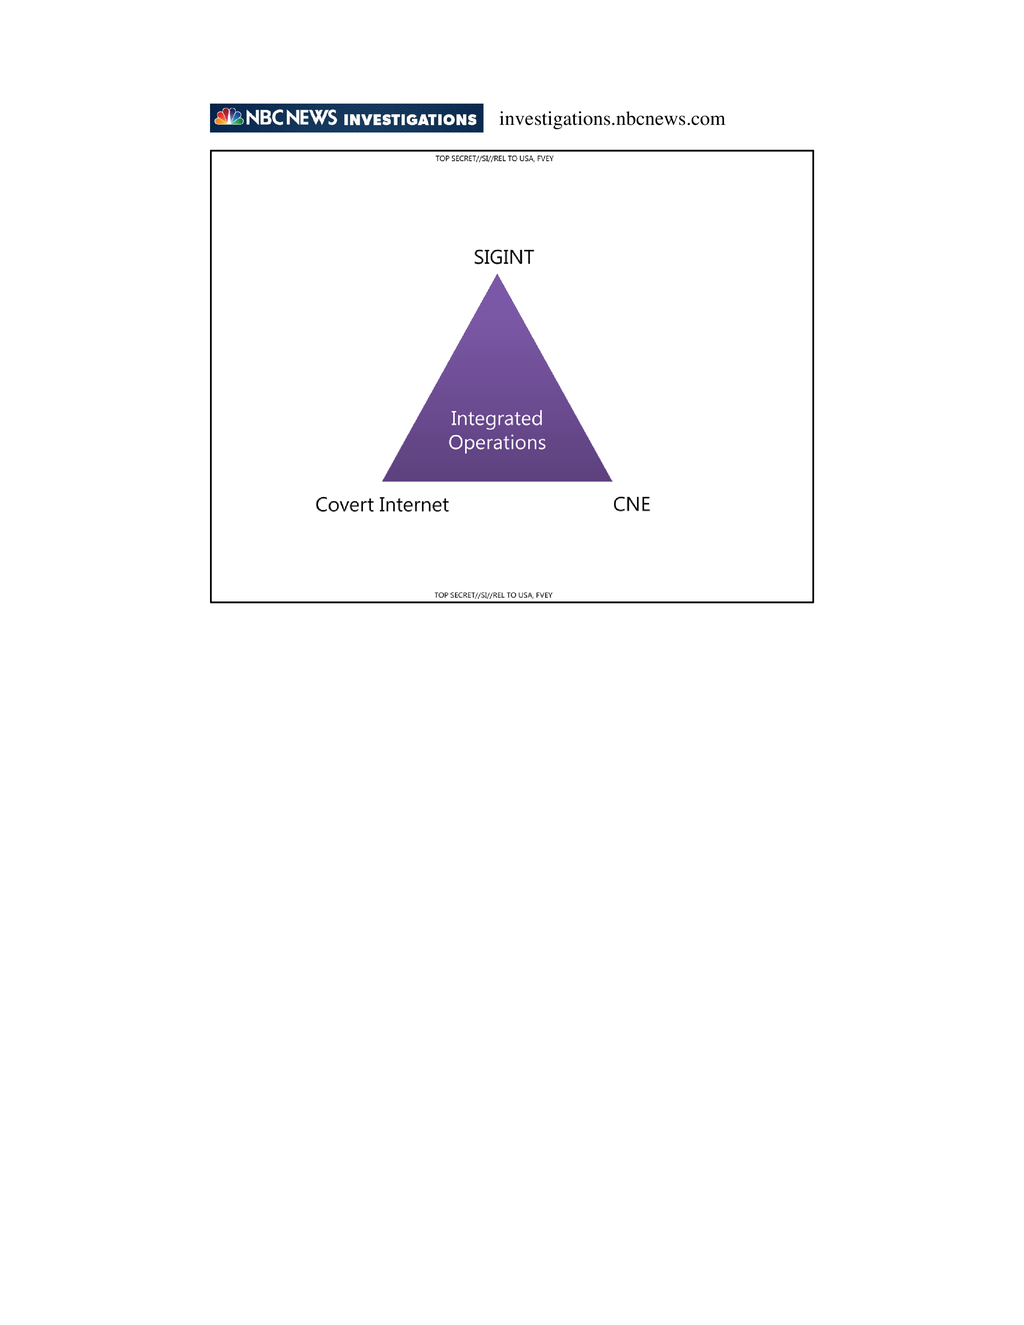 NBC NEWS INVESTIGATIONS investigations.nbcnews.com
TOP SECRET//SI//REL TO USA, FVEY
SIGINT
Integrated
Operations
Covert Internet CNE
TOP SECRET//SI//REL TO USA, FVEY